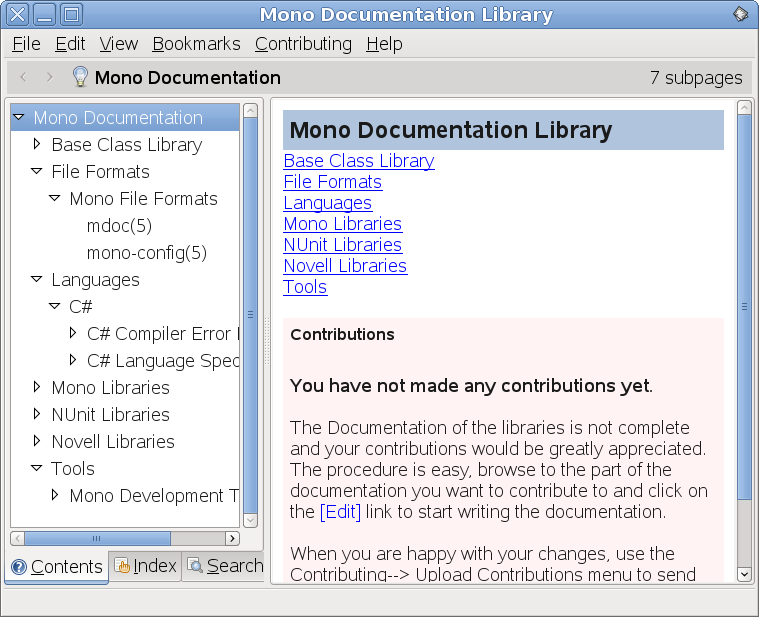 Mono Documentation Library
File Edit View Bookmarks Contributing Help
Mono Documentation 7 subpages
Mono Documentation
Base Class Library
File Formats
Mono File Formats
mdoc(5)
mono-config(5)
Languages
C#
C# Compiler Error
C# Language Spec
Mono Libraries
NUnit Libraries
Novell Libraries
Tools
Mono Development T
Contents Index Search
Mono Documentation Library
Base Class Library
File Formats
Languages
Mono Libraries
NUnit Libraries
Novell Libraries
Tools
Contributions
You have not made any contributions yet.
The Documentation of the libraries is not complete
and your contributions would be greatly appreciated.
The procedure is easy, browse to the part of the
documentation you want to contribute to and click on
the [Edit] link to start writing the documentation.
When you are happy with your changes, use the
Contributing--> Upload Contributions menu to send